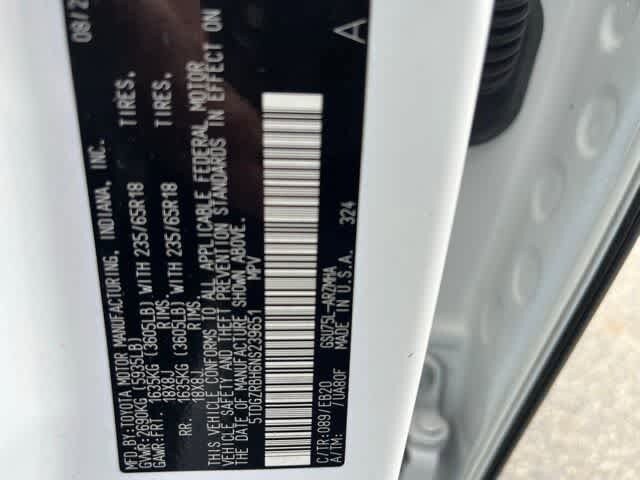 MFD.BY:TOYOTA MOTOR MANUFACTURING, INDIANA, INC. 08/2
GVWR:2690KG (5935LB)
GAWR:FRT. 1635KG (3605LB) WITH 235/65R18 TIRES,
18X8J RIMS.
RR. 1635KG (3605LB) WITH 235/65R18 TIRES,
18X8J RIMS.
THIS VEHICLE CONFORMS TO ALL APPLICABLE FEDERAL MOTOR
VEHICLE SAFETY AND THEFT PREVENTION STANDARDS IN EFFECT ON
THE DATE OF MANUFACTURE SHOWN ABOVE.
5TDGZRBH6NS239651 MPV
C/TR:089/EB20 GSU75L-ARZMHA 324
A/TM: /UA80F MADE IN U.S.A. A